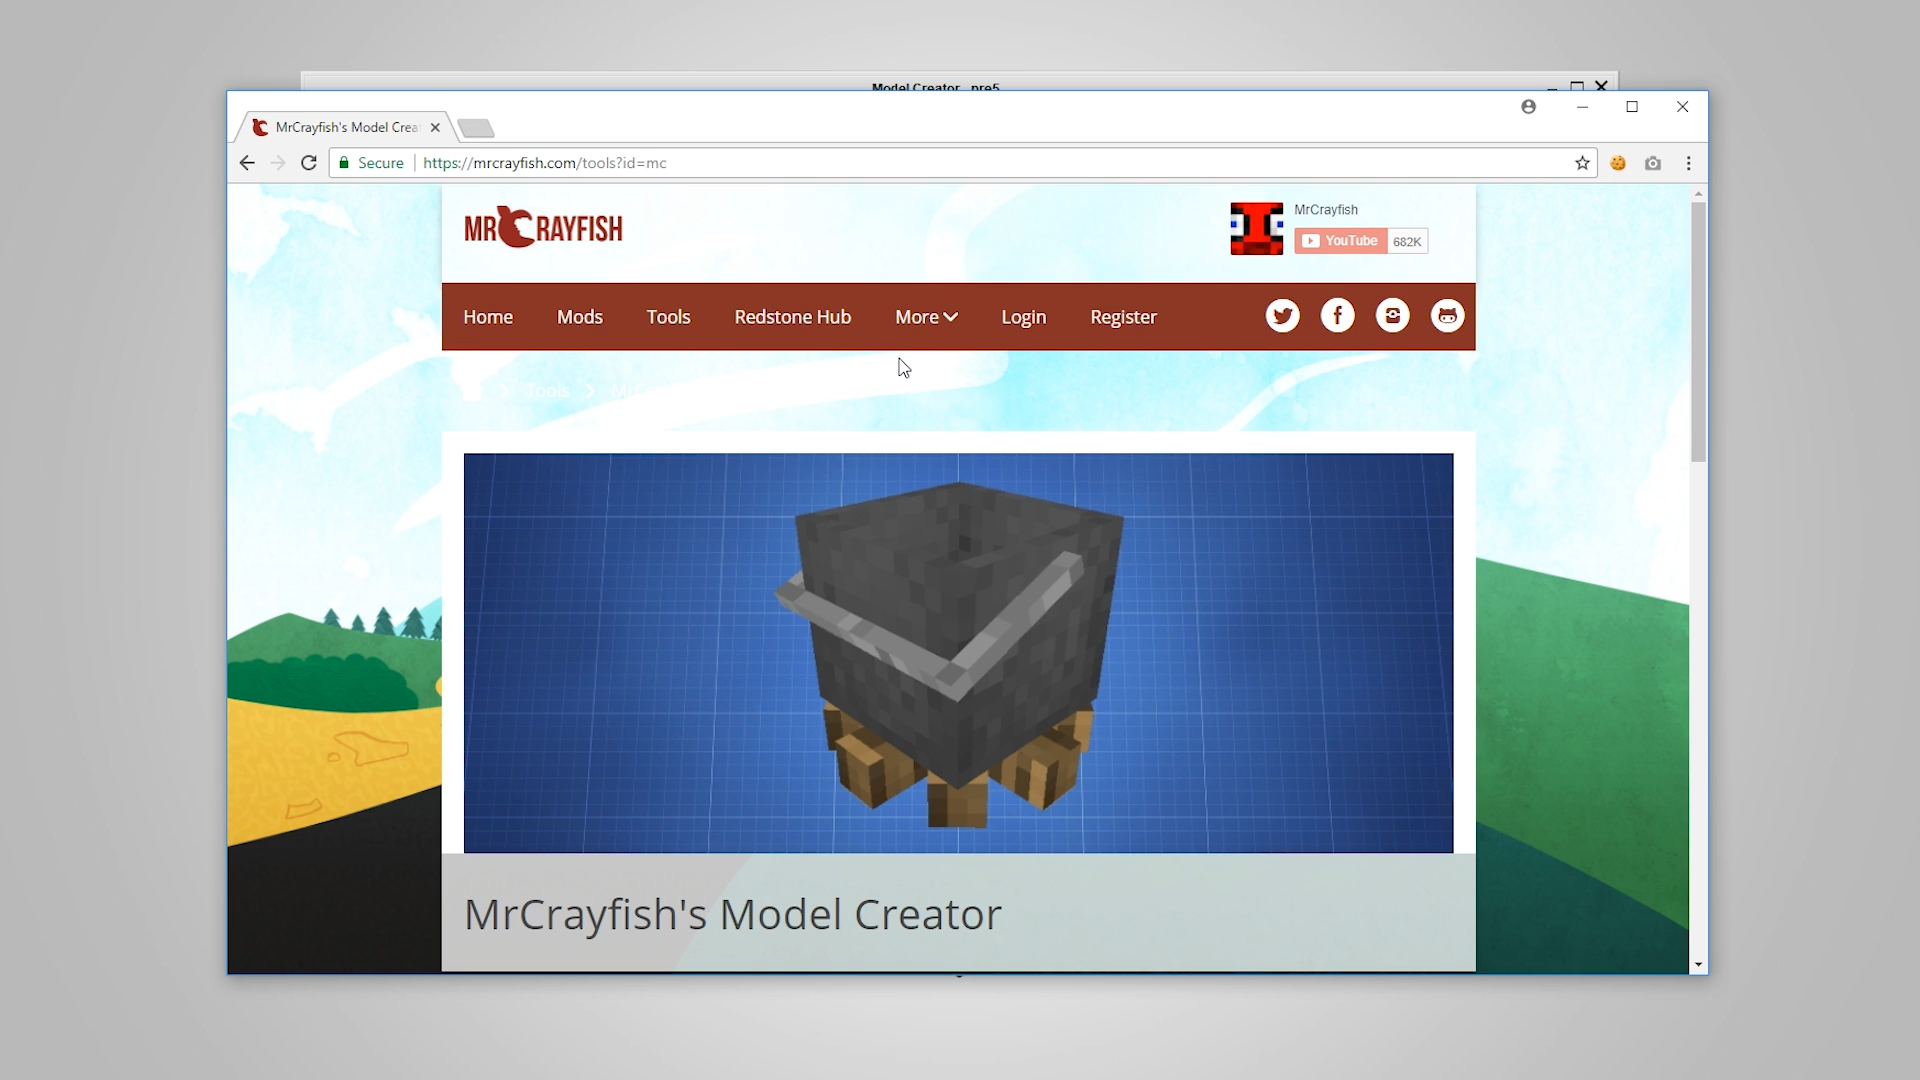 Model Creator - pre5
MrCrayfish's Model Crea
Secure
https://mrcrayfish.com/tools?id=mc
MRCRAYFISH
MrCrayfish
YouTube 682K
Home Mods Tools Redstone Hub More Login Register
Tools
MrCrayfish's Model Creator